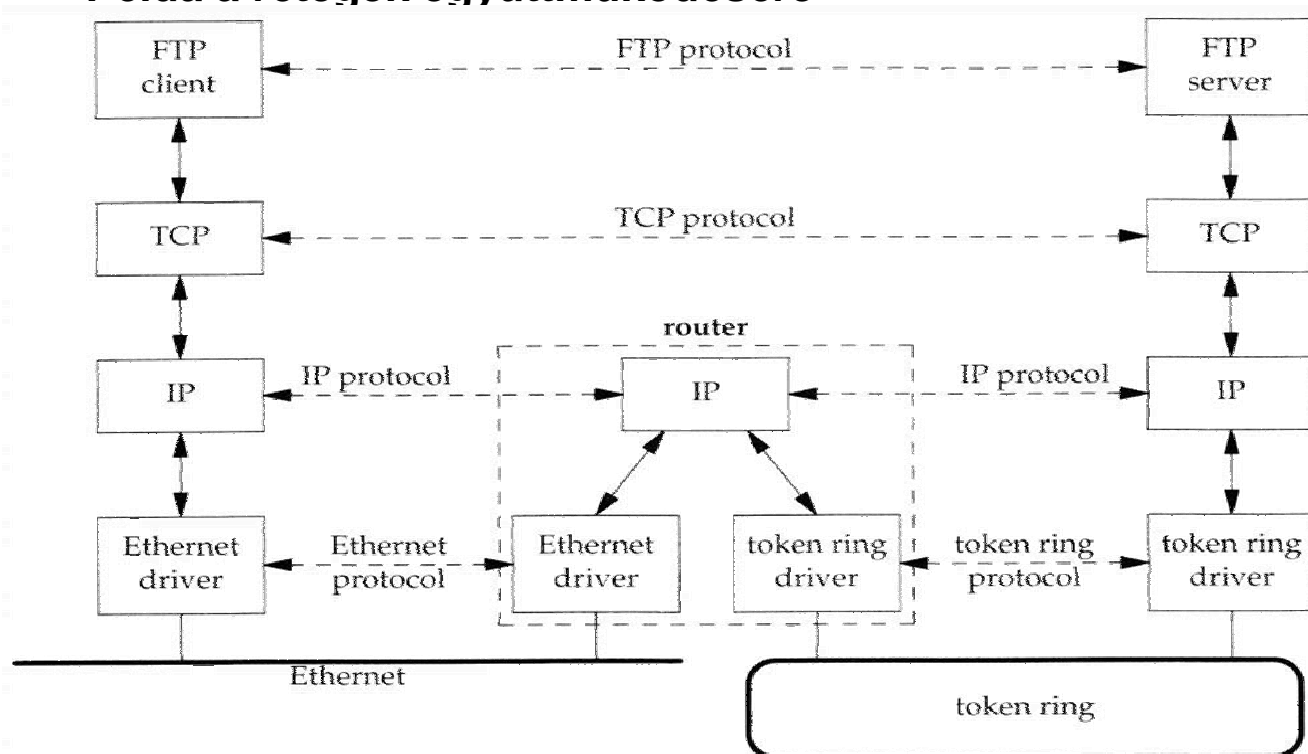 FTP
client
FTP protocol
FTP
server
TCP
TCP protocol
TCP
router
IP
IP protocol
IP
IP protocol
IP
Ethernet
driver
Ethernet
protocol
Ethernet
driver
token ring
driver
token ring
protocol
token ring
driver
Ethernet
token ring